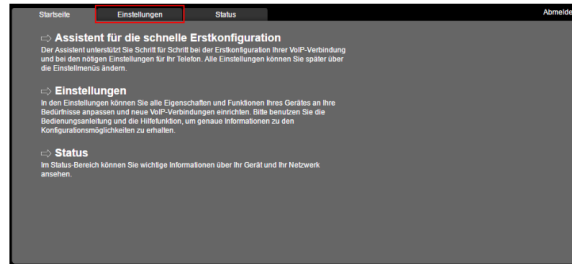 Startseite
Einstellungen
Status
Abmelde
⇨ Assistent für die schnelle Erstkonfiguration
Der Assistent unterstützt Sie Schritt für Schritt bei der Erstkonfiguration Ihrer VoIP-Verbindung
und bei den nötigen Einstellungen für Ihr Telefon. Alle Einstellungen können Sie später über
die Einstellmenüs ändern.
⇨ Einstellungen
In den Einstellungen können Sie alle Eigenschaften und Funktionen Ihres Gerätes an Ihre
Bedürfnisse anpassen und neue VoIP-Verbindungen einrichten. Bitte benutzen Sie die
Bedienungsanleitung und die Hilfefunktion, um genaue Informationen zu den
Konfigurationsmöglichkeiten zu erhalten.
⇨ Status
Im Status-Bereich können Sie wichtige Informationen über Ihr Gerät und Ihr Netzwerk
ansehen.